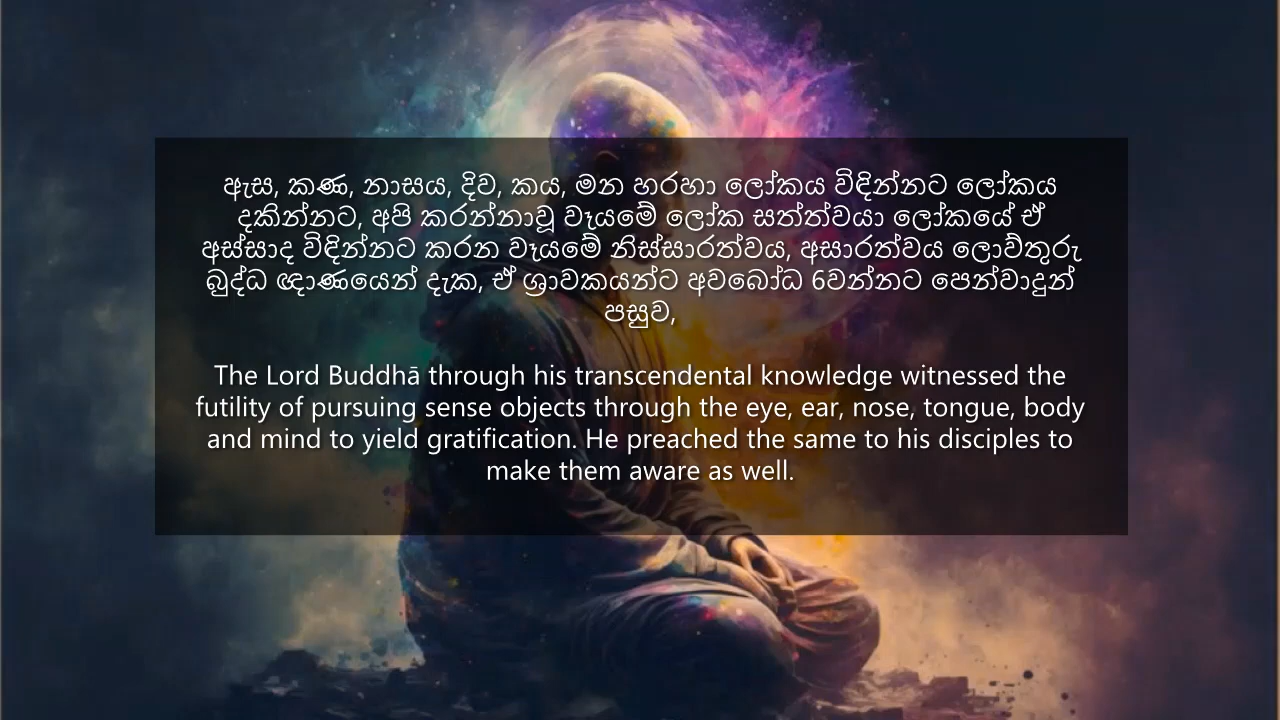 ඇස, කණ, නාසය, දිව, කය, මන හරහා ලෝකය විඳින්නට ලෝකය
දකින්නට, අපි කරන්නාවූ වෑයමේ ලෝක සත්ත්වයා ලෝකයේ ඒ
අස්සාද විඳින්නට කරන වෑයමේ නිස්සාරත්වය, අසාරත්වය ලොව්තුරු
බුද්ධ ඥාණයෙන් දැක, ඒ ශ්‍රාවකයන්ට අවබෝධ 6වන්නට පෙන්වාදුන්
පසුව,
The Lord Buddhā through his transcendental knowledge witnessed the
futility of pursuing sense objects through the eye, ear, nose, tongue, body
and mind to yield gratification. He preached the same to his disciples to
make them aware as well.